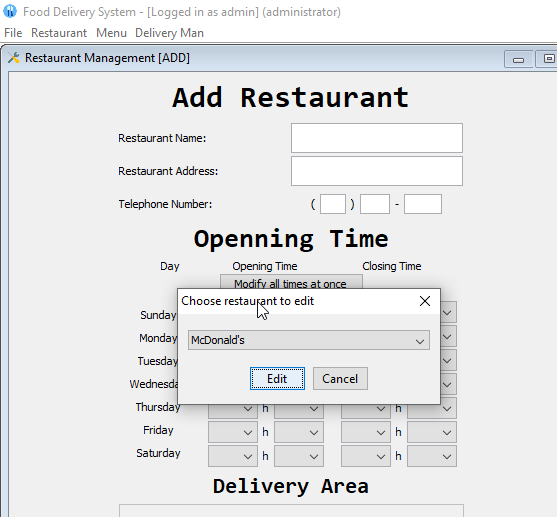 Food Delivery System - [Logged in as admin] (administrator)
File Restaurant Menu Delivery Man
Restaurant Management [ADD]
Add Restaurant
Restaurant Name:
Restaurant Address:
Telephone Number: ( ) -
Openning Time
Day Opening Time Closing Time
Modify all times at once
Choose restaurant to edit
Sunday
McDonald's
Monday
Tuesday
Edit Cancel
Wednesday
Thursday h h
Friday h h
Saturday h h
Delivery Area